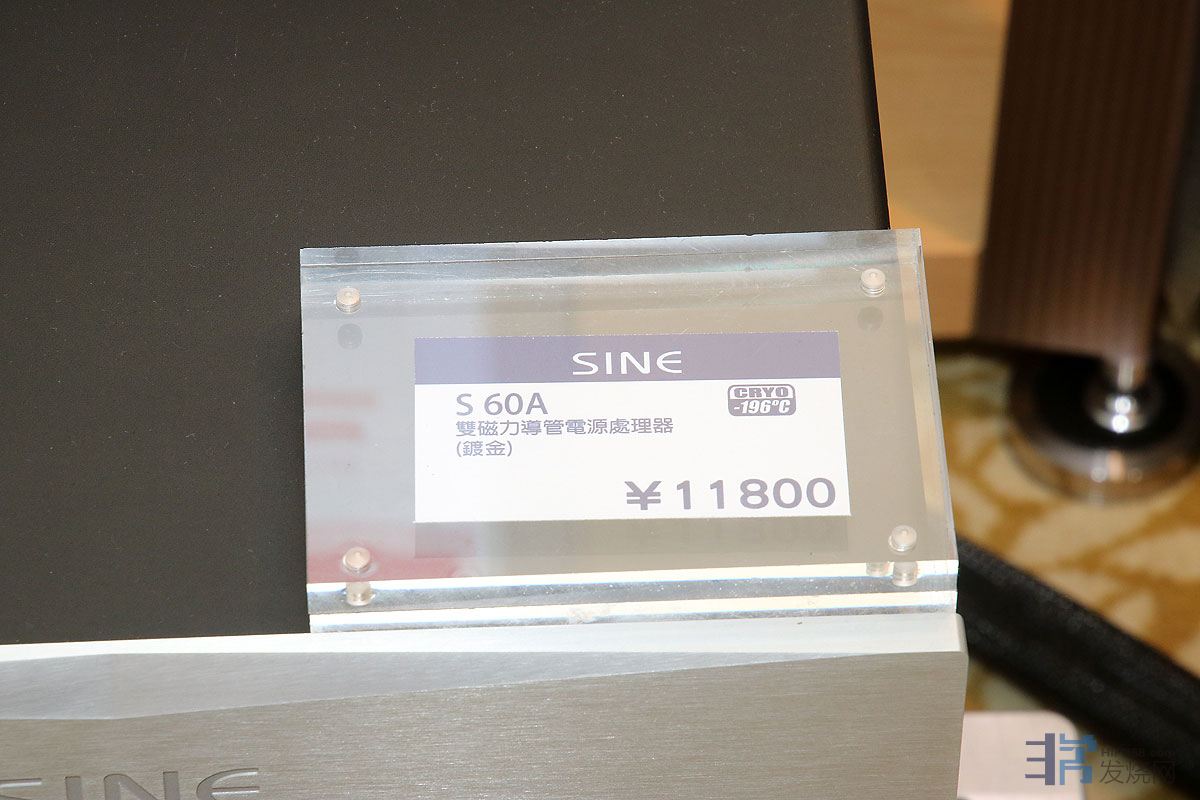 SINE
S 60A
CRYO
-196ºC
雙磁力導管電源處理器
(鍍金)
¥11800
SINE
发烧网